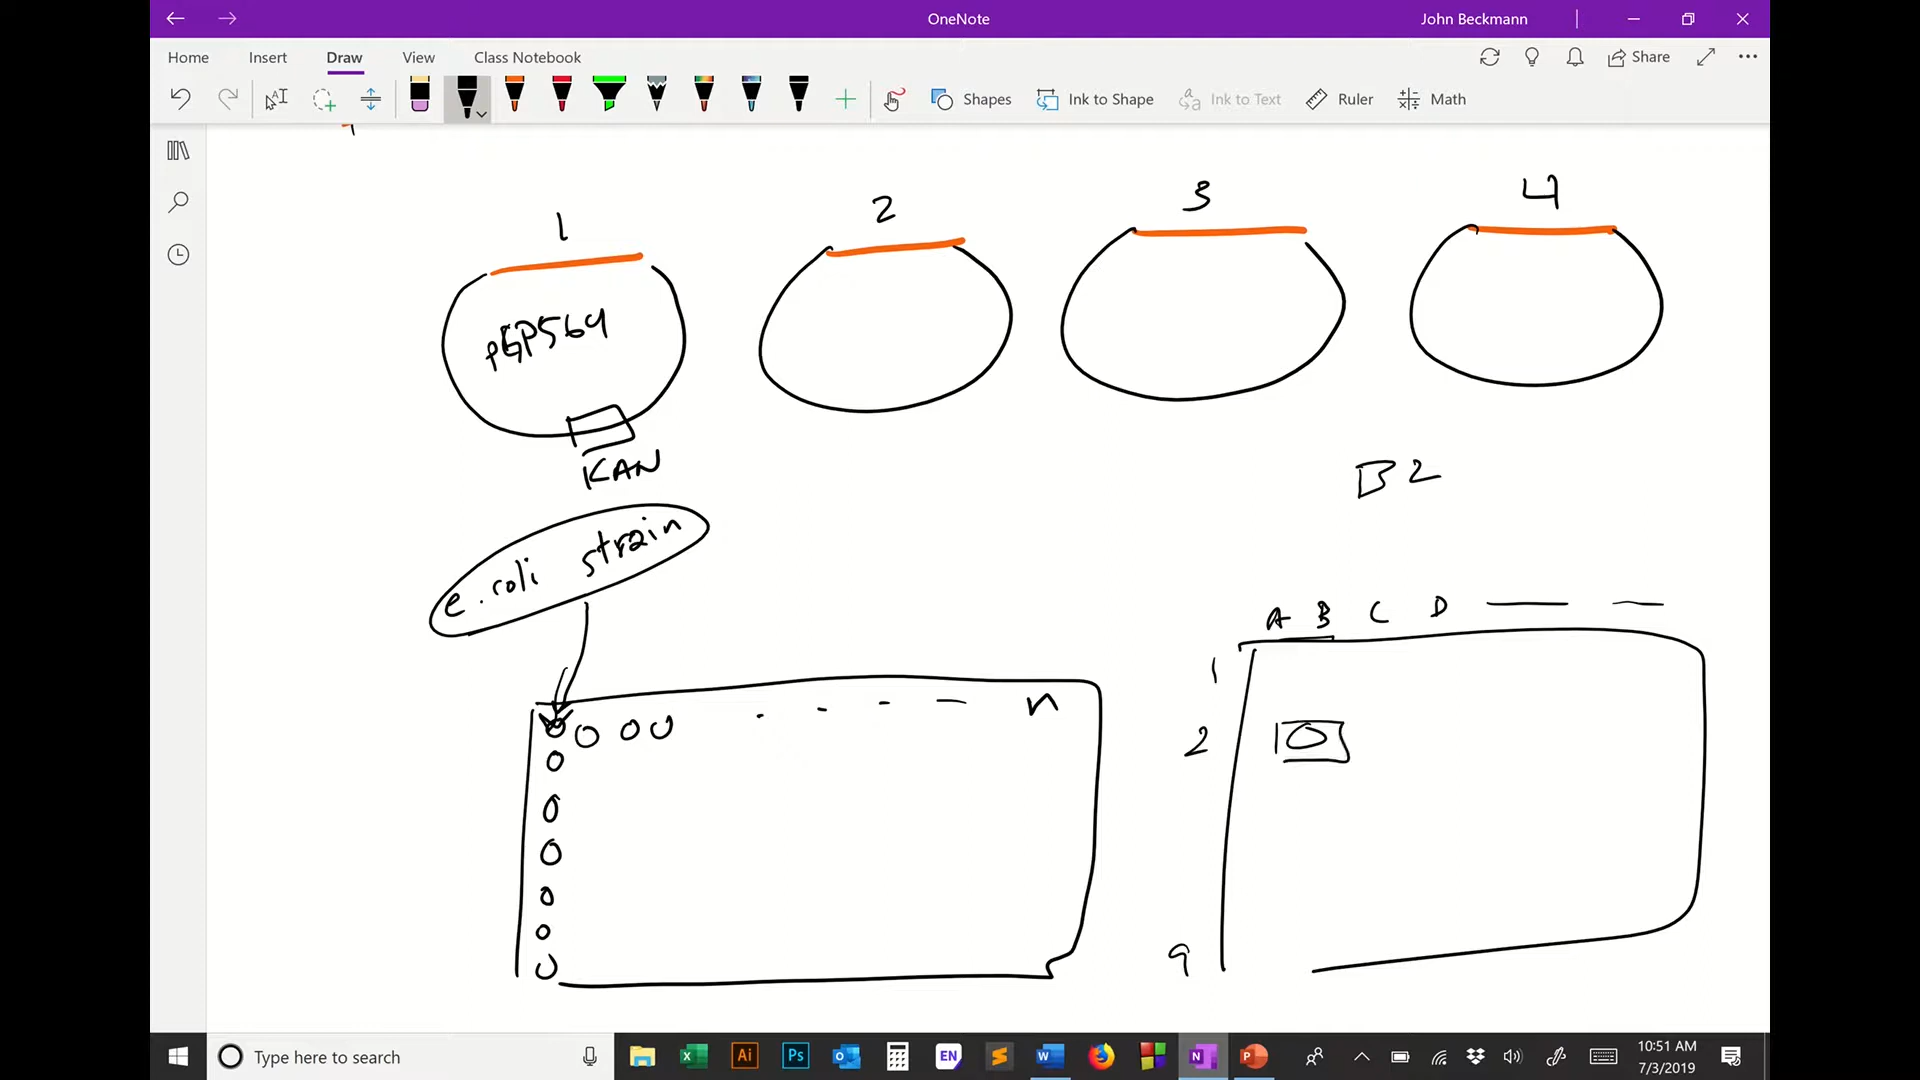 OneNote
John Beckmann
Home Insert Draw View Class Notebook
Share
Shapes Ink to Shape Ink to Text Ruler Math
1 2 3 4
pGP564
KAN
B2
e.coli strain
A B C D
n
1
2
9
Type here to search
EN
10:51 AM
7/3/2019